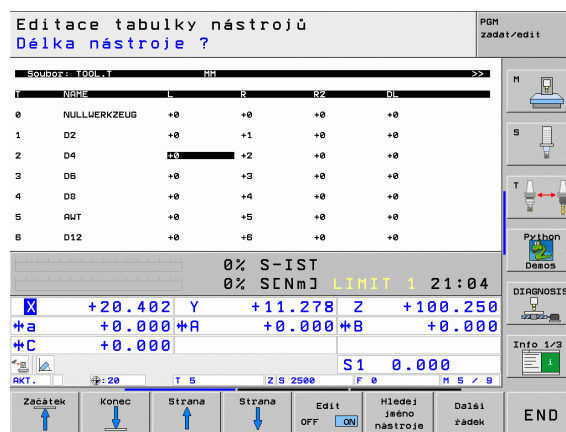 Editace tabulky nástrojů
Délka nástroje ?
PGM
zadat/edit
Soubor: TOOL.T MM >>
T NAME L R R2 DL
0 NULLWERKZEUG +0 +0 +0 +0
1 D2 +0 +1 +0 +0
2 D4 +0 +2 +0 +0
3 D6 +0 +3 +0 +0
4 D8 +0 +4 +0 +0
5 AWT +0 +5 +0 +0
6 D12 +0 +6 +0 +0
0% S-IST
0% S[Nm] LIMIT 1 21:04
X +20.402 Y +11.278 Z +100.250
a +0.000 A +0.000 B +0.000
C +0.000
S1 0.000
AKT. : 20 T 5 Z S 2500 F 0 M 5 / 9
M
S
T
Python
Demos
DIAGNOSIS
Info 1/3
i
Začátek
Konec
Strana
Strana
Edit
OFF ON
Hledej
jméno
nástroje
Další
řádek
END